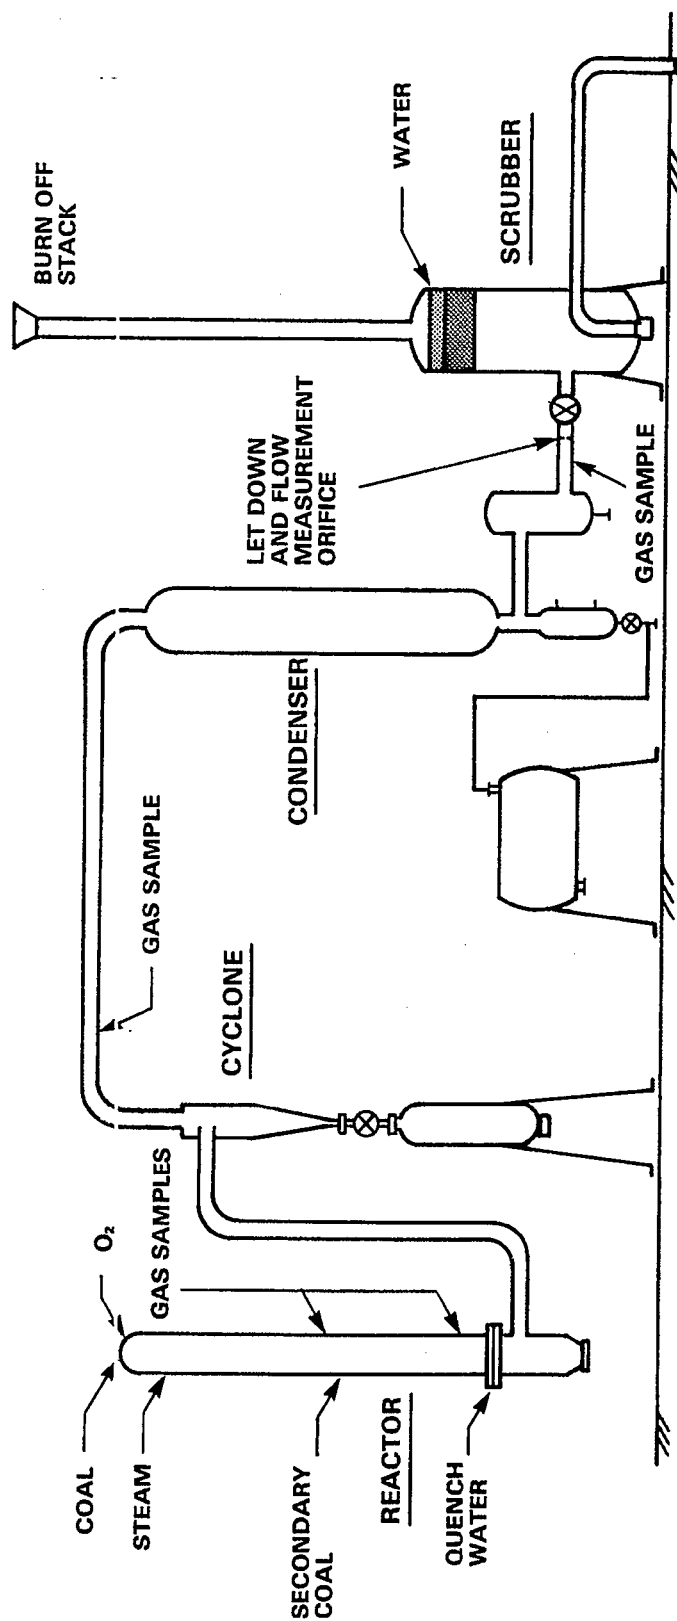 COAL
O₂
STEAM
GAS SAMPLES
SECONDARY
COAL
REACTOR
QUENCH
WATER
CYCLONE
GAS SAMPLE
CONDENSER
LET DOWN
AND FLOW
MEASUREMENT
ORIFICE
GAS SAMPLE
BURN OFF
STACK
WATER
SCRUBBER